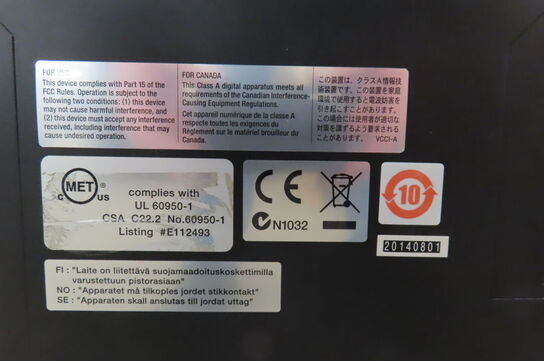 FOR USA
This device complies with Part 15 of the
FCC Rules. Operation is subject to the
following two conditions: (1) this device
may not cause harmful interference, and
(2) this device must accept any interference
received, including interference that may
cause undesired operation.
FOR CANADA
This Class A digital apparatus meets all
requirements of the Canadian Interference-
Causing Equipment Regulations.
Cet appareil numérique de la classe A
respecte toutes les exigences du
Règlement sur le matériel brouilleur du
Canada.
この装置は、クラスA情報技
術装置です。この装置を家庭
環境で使用すると電波妨害を
引き起こすことがあります。
この場合には使用者が適切な
対策を講ずるよう要求される
ことがあります。 VCCI-A
MET
C US
complies with
UL 60950-1
CSA C22.2 No.60950-1
Listing #E112493
CE
N1032
10
20140801
FI : "Laite on liitettävä suojamaadoituskoskettimilla
varustettuun pistorasiaan"
NO : "Apparatet må tilkoples jordet stikkontakt"
SE : "Apparaten skall anslutas till jordat uttag"